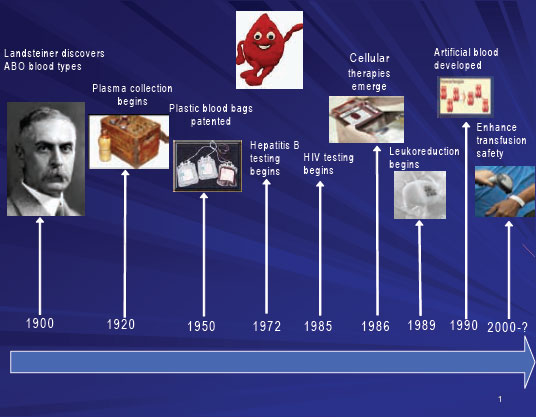 Landsteiner discovers
ABO blood types
Plasma collection
begins
Plastic blood bags
patented
Hepatitis B
testing
begins
HIV testing
begins
Cellular
therapies
emerge
Leukoreduction
begins
Artificial blood
developed
Enhance
transfusion
safety
1900
1920
1950
1972
1985
1986
1989
1990
2000-?
1